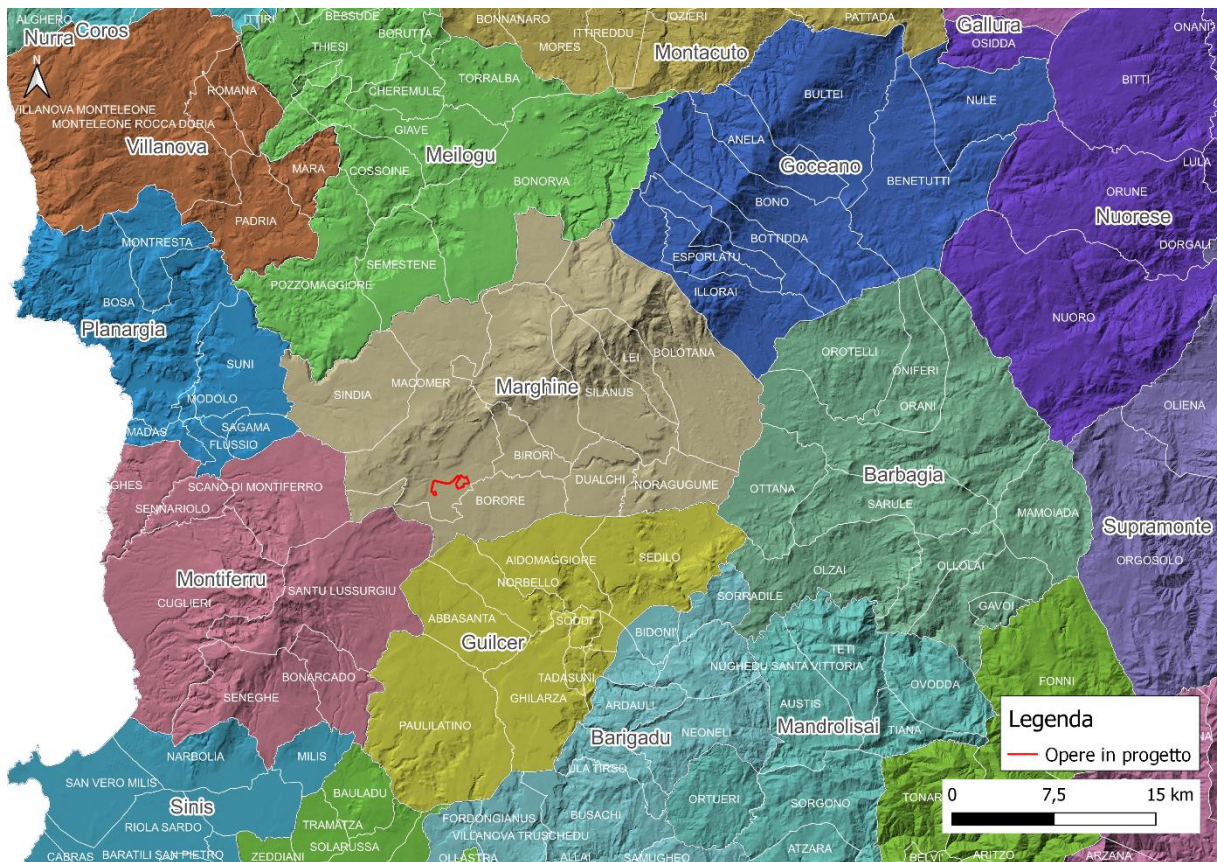 ALGHERO
Coros
Nurra
ITTIRI
BESSUDE
BORUTTA
THIESI
BONNANARO
OZIERI
ITTIREDDU
MORES
Montacuto
PATTADA
Gallura
OSIDDA
ONANI
BITTI
N
ROMANA
CHEREMULE
TORRALBA
BULTEI
NULE
VILLANOVA MONTELEONE
MONTELEONE ROCCA DORIA
Villanova
GIAVE
Meilogu
ANELA
Goceano
LULA
MARA
COSSOINE
BONORVA
BENETUTTI
ORUNE
BONO
Nuorese
PADRIA
BOTTIDDA
DORGALI
MONTRESTA
SEMESTENE
ESPORLATU
POZZOMAGGIORE
ILLORAI
BOSA
NUORO
Planargia
SUNI
LEI
BOLOTANA
OROTELLI
ONIFERI
MACOMER
Marghine
SINDIA
SILANUS
MODOLO
ORANI
OLIENA
SAGAMA
MADAS
FLUSSIO
BIRORI
Barbagia
GHES
SCANO DI MONTIFERRO
DUALCHI
NORAGUGUME
OTTANA
SENNARIOLO
BORORE
SARULE
MAMOIADA
Supramonte
AIDOMAGGIORE
SEDILO
ORGOSOLO
Montiferru
NORBELLO
OLZAI
OLLOLAI
SANTU LUSSURGIU
SORRADILE
CUGLIERI
GAVOI
ABBASANTA
SODDI
BIDONI
Guilcer
TETI
NUGHEDU SANTA VITTORIA
TADASUNI
BONARCADO
OVODDA
FONNI
SENEGHE
GHILARZA
ARDAULI
AUSTIS
PAULILATINO
Mandrolisai
TIANA
NEONELI
Barigadu
NARBOLIA
MILIS
ULA TIRSO
SAN VERO MILIS
BAULADU
ORTUERI
SORGONO
TONAR
Sinis
FORDONGIANUS
BUSACHI
RIOLA SARDO
TRAMATZA
VILLANOVA TRUSCHEDU
SOLARUSSA
ATZARA
CABRAS
BARATILI SAN PIETRO
ZEDDIANI
OLLASTRA
ALLAI
SAMUGHEO
BELVI
ARITZO
ARZANA
Legenda
Opere in progetto
0 7,5 15 km